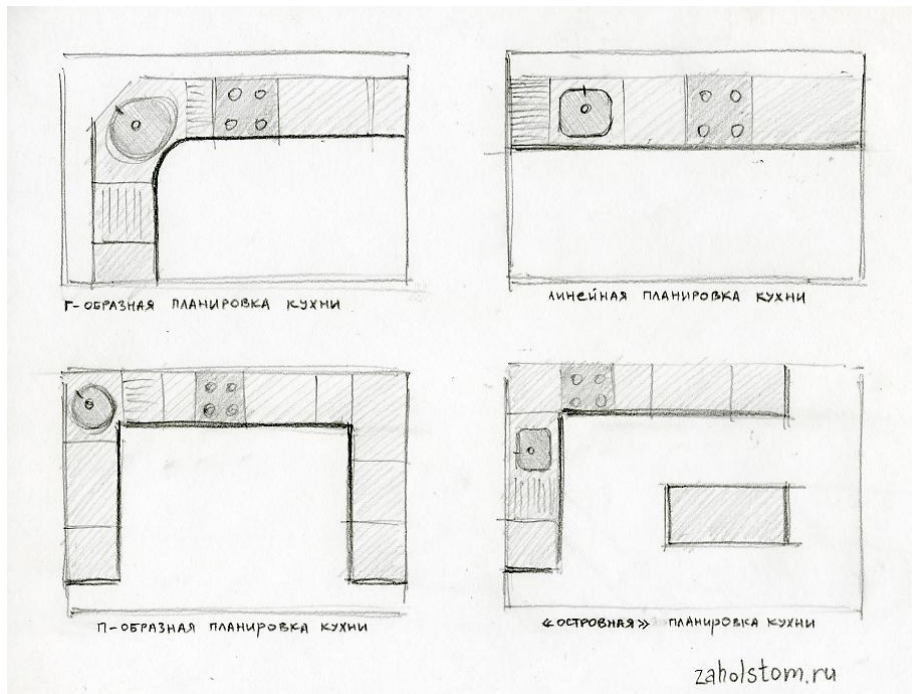 Г-ОБРАЗНАЯ ПЛАНИРОВКА КУХНИ
ЛИНЕЙНАЯ ПЛАНИРОВКА КУХНИ
П-ОБРАЗНАЯ ПЛАНИРОВКА КУХНИ
«ОСТРОВНАЯ» ПЛАНИРОВКА КУХНИ
zaholstom.ru